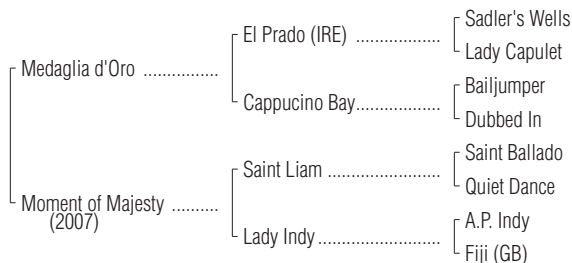 Sadler's Wells
El Prado (IRE) ..................
Lady Capulet
Medaglia d'Oro ................
Bailjumper
Cappucino Bay..................
Dubbed In
Saint Ballado
Saint Liam ........................
Quiet Dance
Moment of Majesty ..........
(2007)
A.P. Indy
Lady Indy..........................
Fiji (GB)